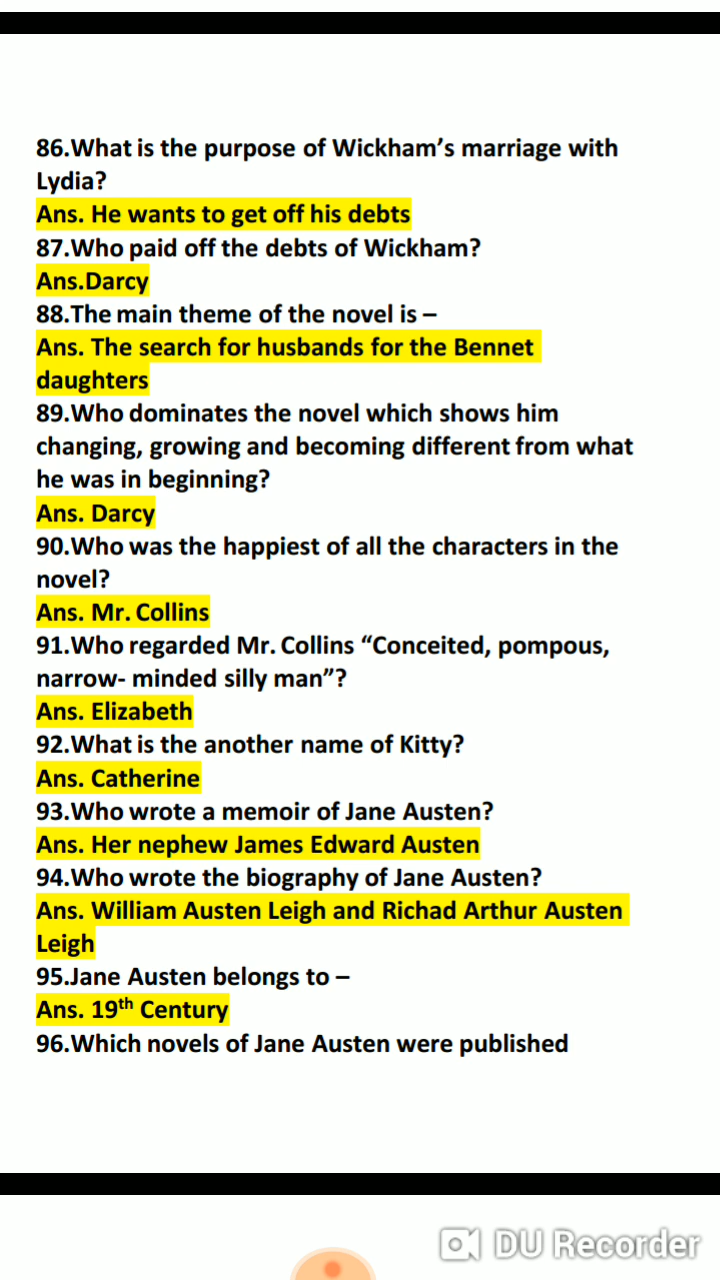 86.What is the purpose of Wickham’s marriage with
Lydia?
Ans. He wants to get off his debts
87.Who paid off the debts of Wickham?
Ans.Darcy
88.The main theme of the novel is –
Ans. The search for husbands for the Bennet
daughters
89.Who dominates the novel which shows him
changing, growing and becoming different from what
he was in beginning?
Ans. Darcy
90.Who was the happiest of all the characters in the
novel?
Ans. Mr. Collins
91.Who regarded Mr. Collins “Conceited, pompous,
narrow- minded silly man”?
Ans. Elizabeth
92.What is the another name of Kitty?
Ans. Catherine
93.Who wrote a memoir of Jane Austen?
Ans. Her nephew James Edward Austen
94.Who wrote the biography of Jane Austen?
Ans. William Austen Leigh and Richad Arthur Austen
Leigh
95.Jane Austen belongs to –
Ans. 19th Century
96.Which novels of Jane Austen were published
DU Recorder